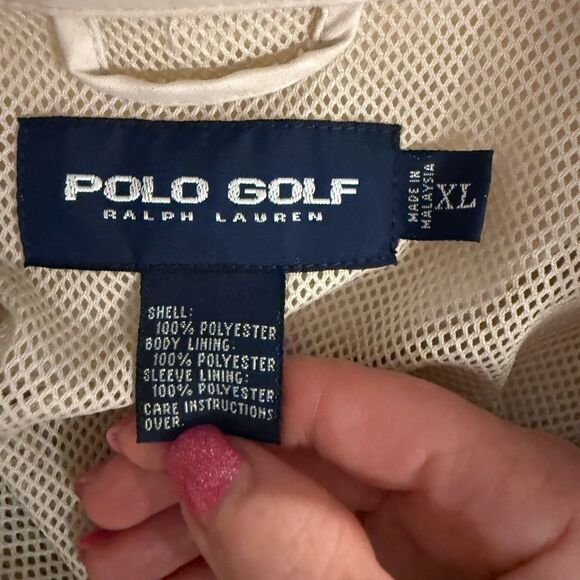 POLO GOLF
RALPH LAUREN
MADE IN
MALAYSIA
XL
SHELL:
100% POLYESTER
BODY LINING:
100% POLYESTER
SLEEVE LINING:
100% POLYESTER
CARE INSTRUCTIONS
OVER.